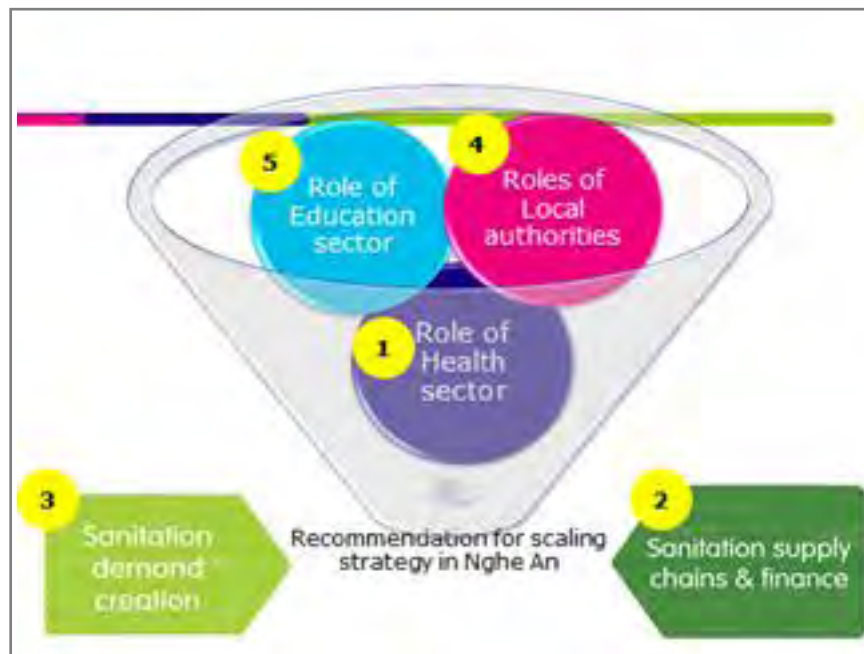 5
Role of
Education
sector
4
Roles of
Local
authorities
1
Role of
Health
sector
3
Sanitation
demond
creation
Recommendation for scaling
strategy in Nghe An
2
Sanitation supply
chains & finance